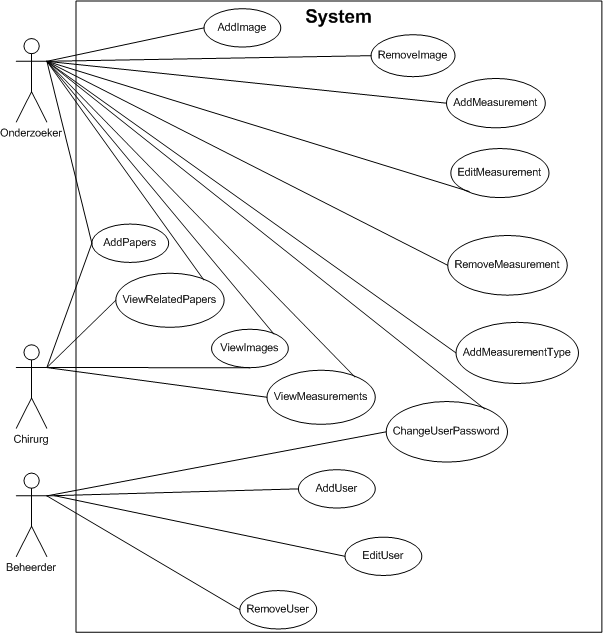 System
AddImage
RemoveImage
AddMeasurement
Onderzoeker
EditMeasurement
AddPapers
RemoveMeasurement
ViewRelatedPapers
ViewImages
AddMeasurementType
ViewMeasurements
Chirurg
ChangeUserPassword
AddUser
EditUser
Beheerder
RemoveUser